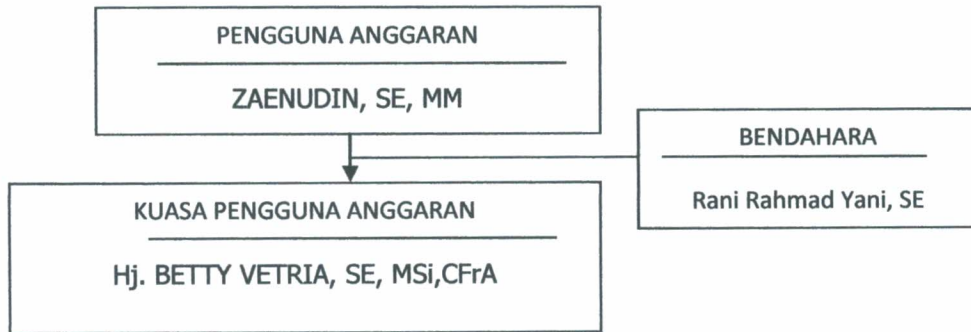 PENGGUNA ANGGARAN
ZAENUDIN, SE, MM
BENDAHARA
Rani Rahmad Yani, SE
KUASA PENGGUNA ANGGARAN
Hj. BETTY VETRIA, SE, MSi,CFrA